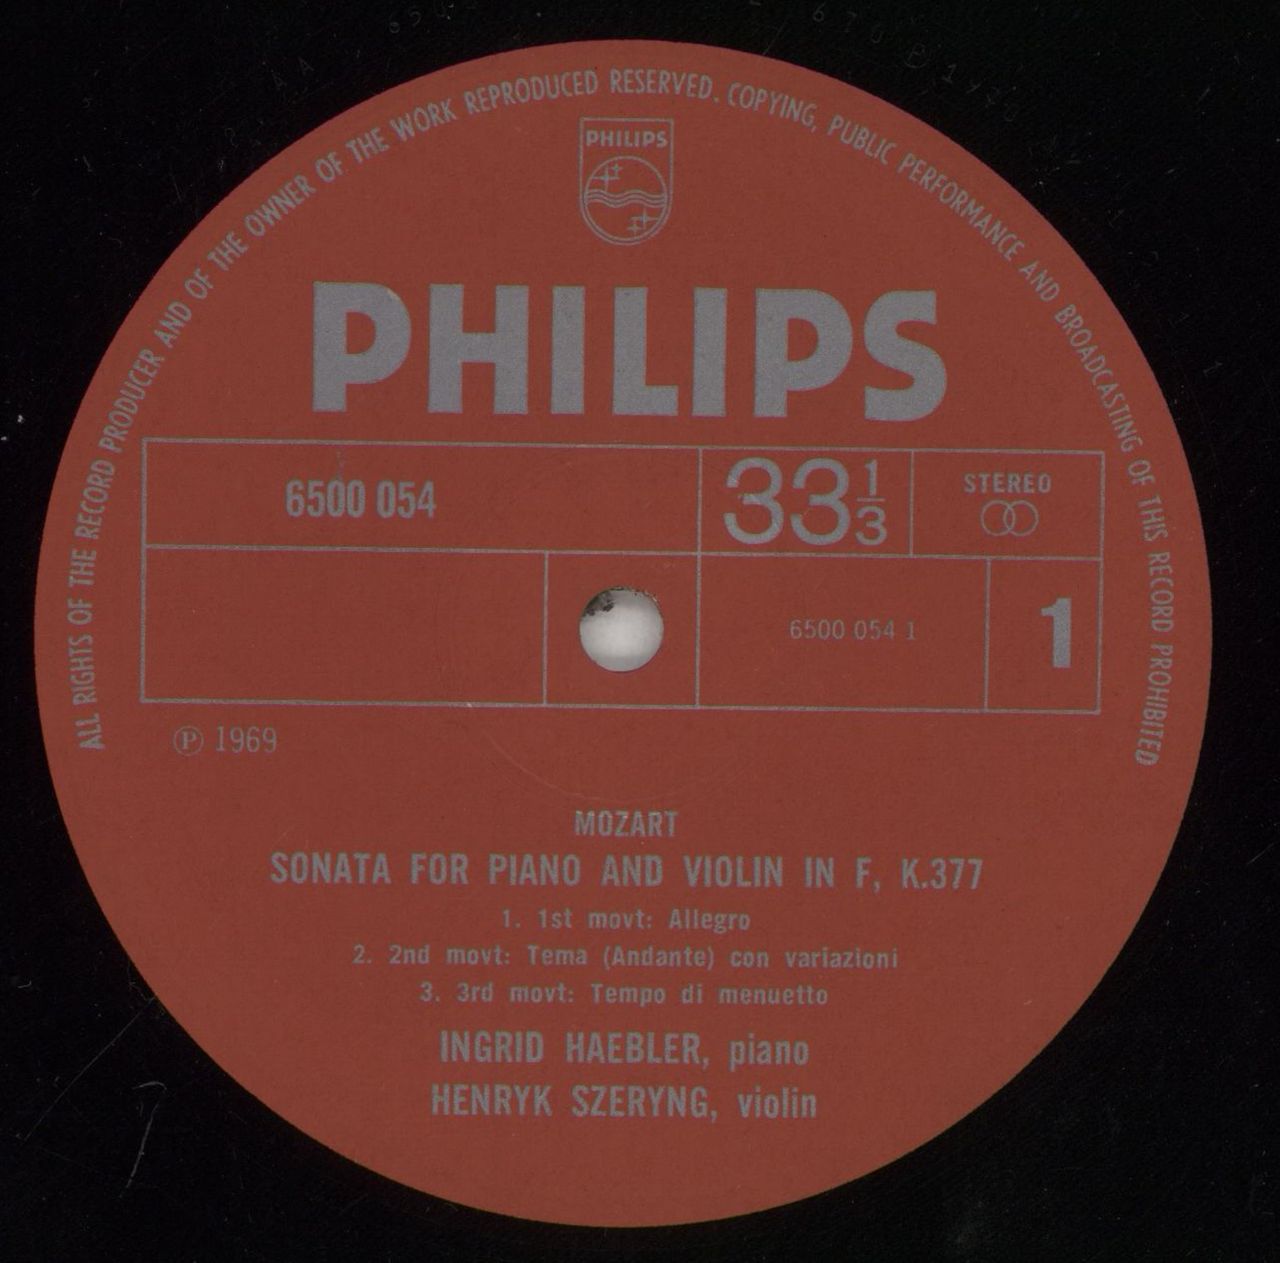 ALL RIGHTS OF THE RECORD PRODUCER AND OF THE OWNER OF THE WORK REPRODUCED RESERVED. COPYING, PUBLIC PERFORMANCE AND BROADCASTING OF THIS RECORD PROHIBITED
PHILIPS
PHILIPS
6500 054
33 1/3
STEREO
6500 054 1
1
Ⓟ 1969
MOZART
SONATA FOR PIANO AND VIOLIN IN F, K.377
1. 1st movt: Allegro
2. 2nd movt: Tema (Andante) con variazioni
3. 3rd movt: Tempo di menuetto
INGRID HAEBLER, piano
HENRYK SZERYNG, violin